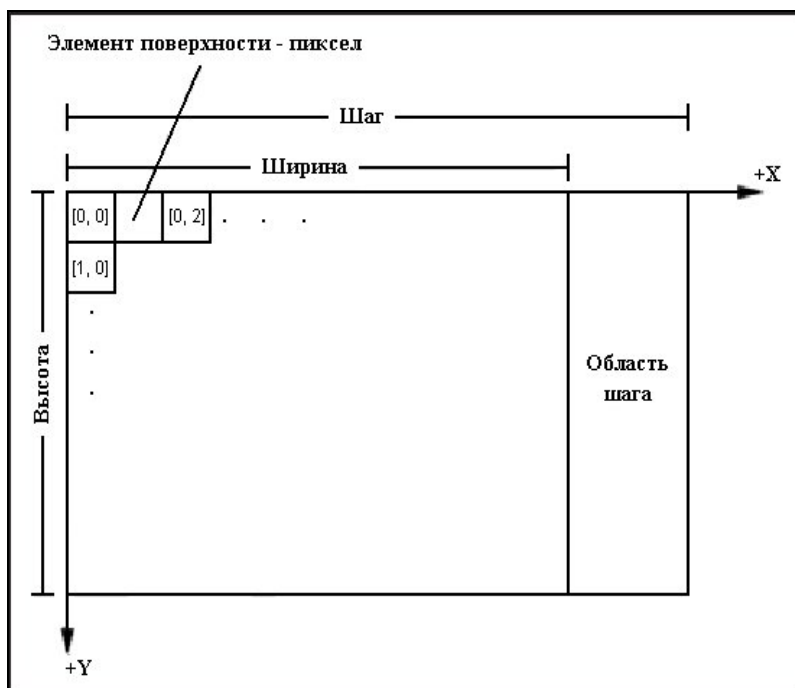 Элемент поверхности - пиксел
Шаг
Ширина
+X
[0, 0]
[0, 2]
. . .
[1, 0]
.
.
.
Высота
Область
шага
+Y